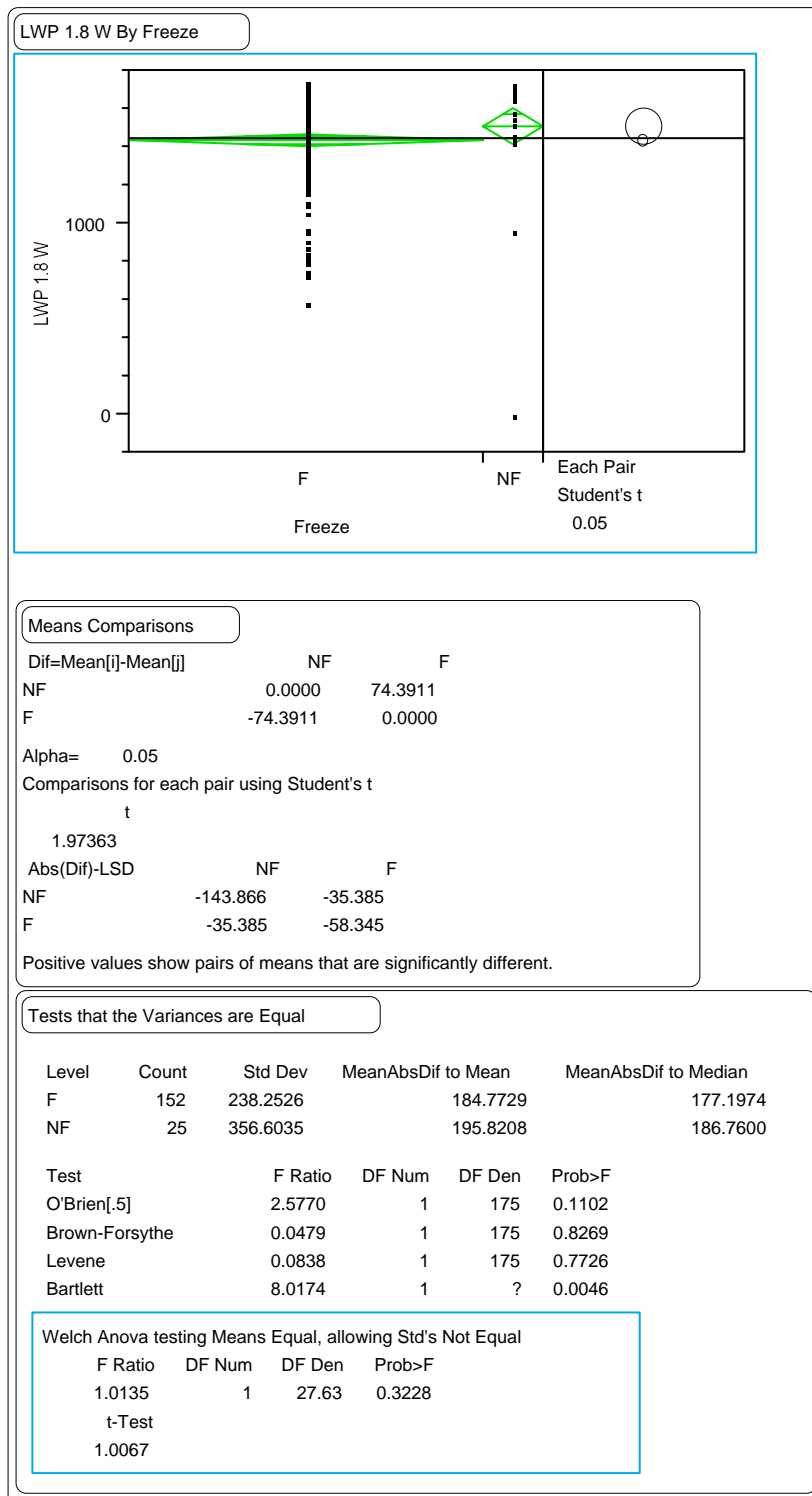 LWP 1.8 W By Freeze
LWP 1.8 W
1000
0
F
NF
Freeze
Each Pair
Student's t
0.05
Means Comparisons
Dif=Mean[i]-Mean[j] NF F
NF 0.0000 74.3911
F -74.3911 0.0000
Alpha= 0.05
Comparisons for each pair using Student's t
t
1.97363
Abs(Dif)-LSD NF F
NF -143.866 -35.385
F -35.385 -58.345
Positive values show pairs of means that are significantly different.
Tests that the Variances are Equal
Level Count Std Dev MeanAbsDif to Mean MeanAbsDif to Median
F 152 238.2526 184.7729 177.1974
NF 25 356.6035 195.8208 186.7600
Test F Ratio DF Num DF Den Prob>F
O'Brien[.5] 2.5770 1 175 0.1102
Brown-Forsythe 0.0479 1 175 0.8269
Levene 0.0838 1 175 0.7726
Bartlett 8.0174 1 ? 0.0046
Welch Anova testing Means Equal, allowing Std's Not Equal
F Ratio DF Num DF Den Prob>F
1.0135 1 27.63 0.3228
t-Test
1.0067